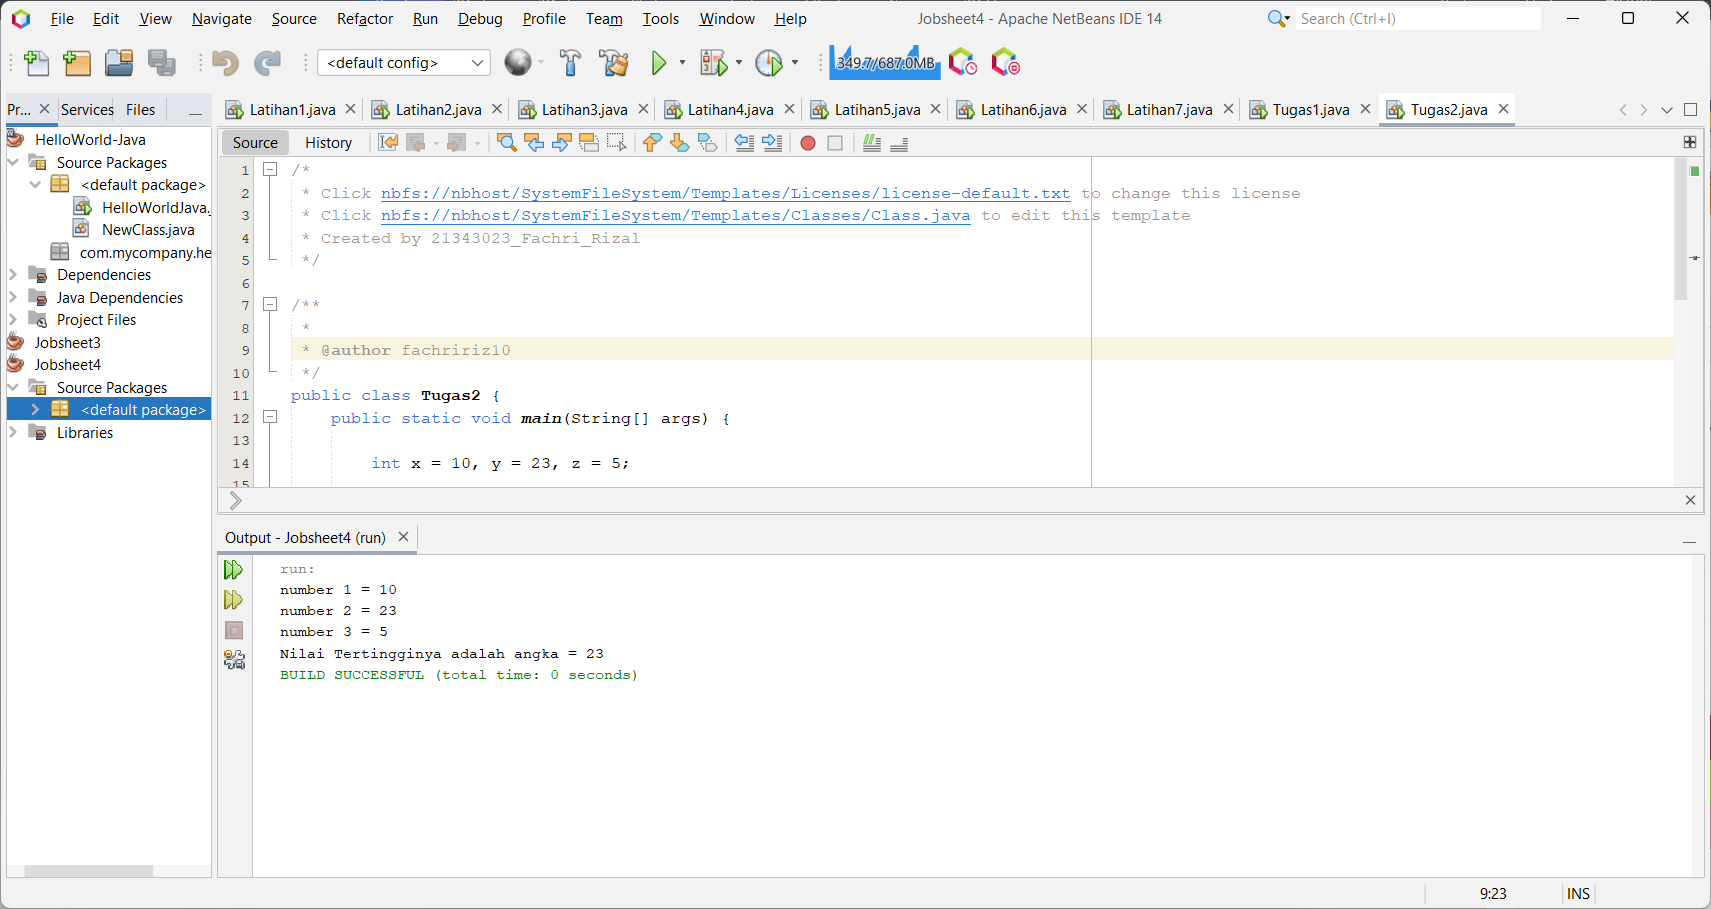 File Edit View Navigate Source Refactor Run Debug Profile Team Tools Window Help Jobsheet4 - Apache NetBeans IDE 14 Search (Ctrl+I)
<default config> 349.7/687.0MB
Pr... Services Files Latihan1.java Latihan2.java Latihan3.java Latihan4.java Latihan5.java Latihan6.java Latihan7.java Tugas1.java Tugas2.java
Source History
HelloWorld-Java
Source Packages
<default package>
HelloWorldJava.
NewClass.java
com.mycompany.he
Dependencies
Java Dependencies
Project Files
Jobsheet3
Jobsheet4
Source Packages
<default package>
Libraries
1 /*
2 * Click nbfs://nbhost/SystemFileSystem/Templates/Licenses/license-default.txt to change this license
3 * Click nbfs://nbhost/SystemFileSystem/Templates/Classes/Class.java to edit this template
4 * Created by 21343023_Fachri_Rizal
5 */
6
7 /**
8 *
9 * @author fachririz10
10 */
11 public class Tugas2 {
12 public static void main(String[] args) {
13
14 int x = 10, y = 23, z = 5;
15
Output - Jobsheet4 (run)
run:
number 1 = 10
number 2 = 23
number 3 = 5
Nilai Tertingginya adalah angka = 23
BUILD SUCCESSFUL (total time: 0 seconds)
9:23 INS